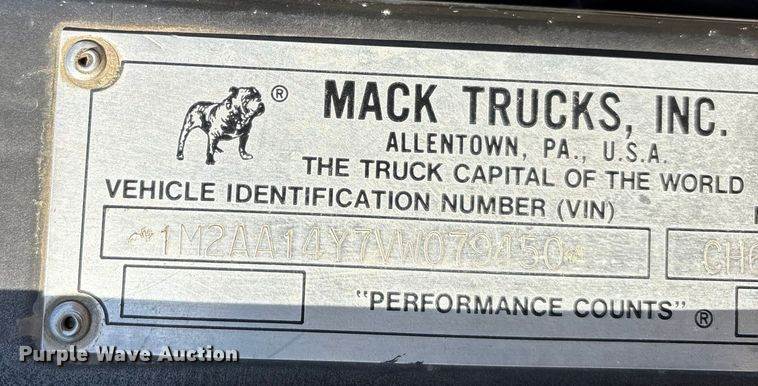 ®
MACK TRUCKS, INC.
ALLENTOWN, PA., U.S.A.
THE TRUCK CAPITAL OF THE WORLD
VEHICLE IDENTIFICATION NUMBER (VIN)
1M2AA14Y7VW079450
"PERFORMANCE COUNTS" ®
Purple Wave Auction